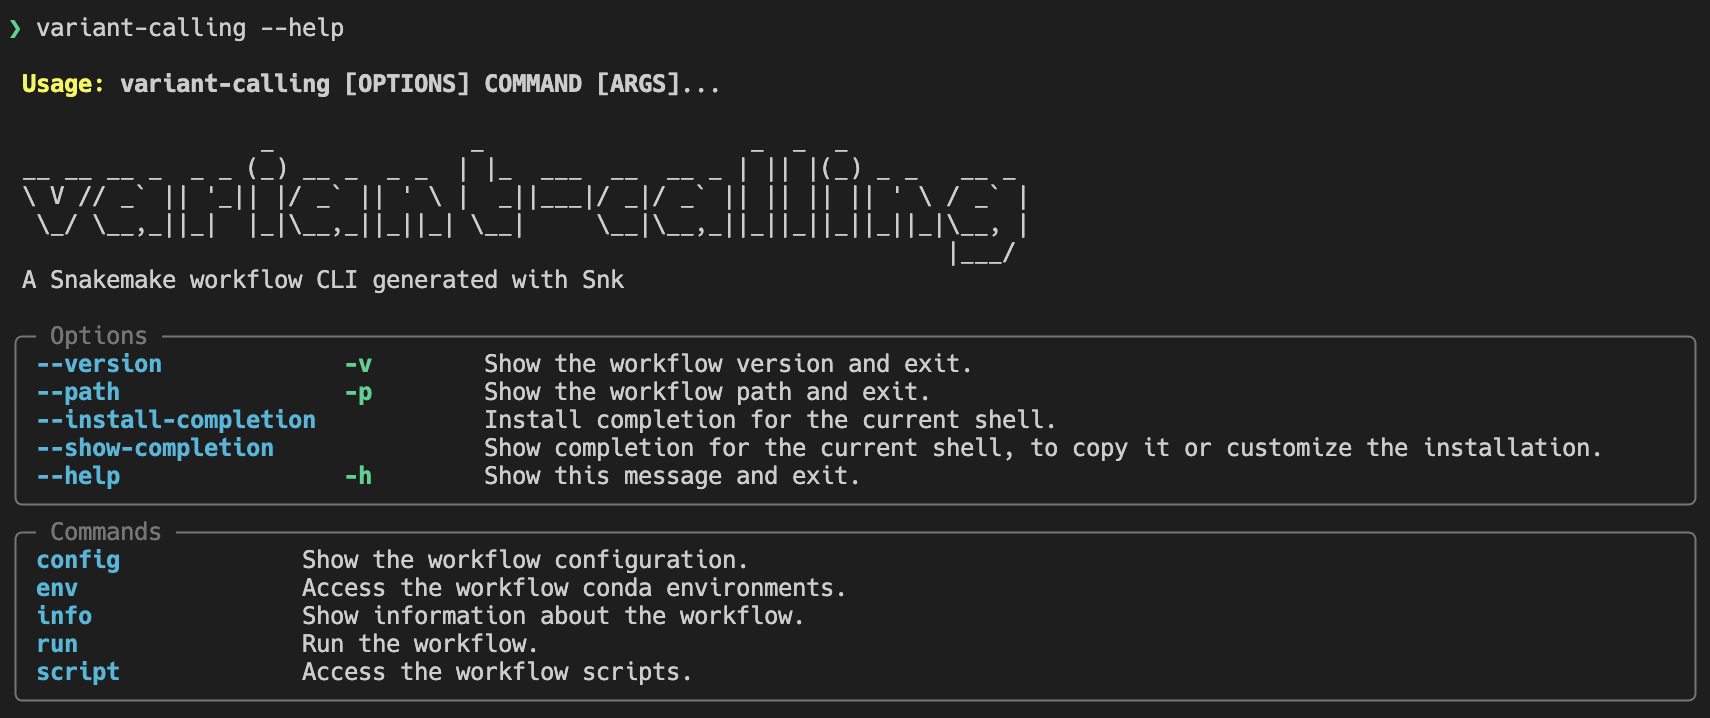 ❯ variant-calling --help
Usage: variant-calling [OPTIONS] COMMAND [ARGS]...
variant-calling
A Snakemake workflow CLI generated with Snk
Options
--version -v Show the workflow version and exit.
--path -p Show the workflow path and exit.
--install-completion Install completion for the current shell.
--show-completion Show completion for the current shell, to copy it or customize the installation.
--help -h Show this message and exit.
Commands
config Show the workflow configuration.
env Access the workflow conda environments.
info Show information about the workflow.
run Run the workflow.
script Access the workflow scripts.